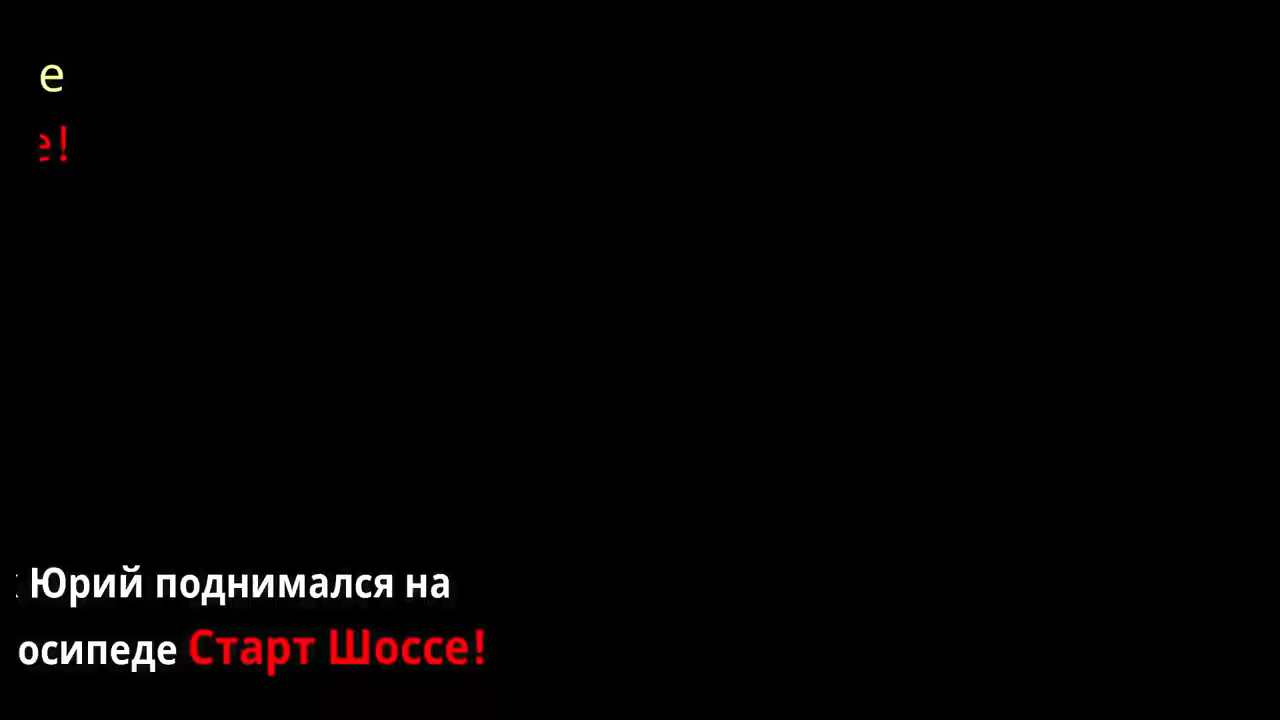 е
е!
Юрий поднимался на
осипеде Старт Шоссе!